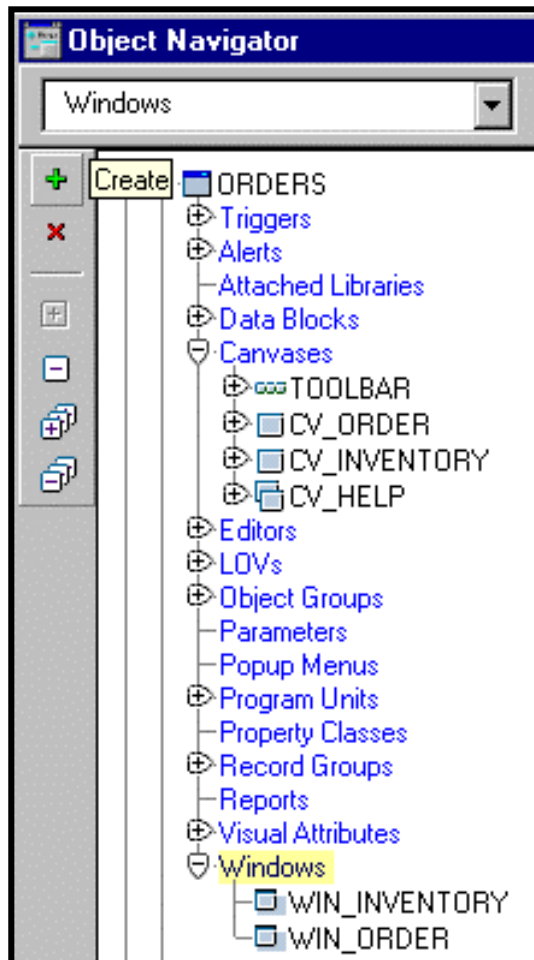 Object Navigator
Windows
Create
ORDERS
Triggers
Alerts
Attached Libraries
Data Blocks
Canvases
TOOLBAR
CV_ORDER
CV_INVENTORY
CV_HELP
Editors
LOVs
Object Groups
Parameters
Popup Menus
Program Units
Property Classes
Record Groups
Reports
Visual Attributes
Windows
WIN_INVENTORY
WIN_ORDER